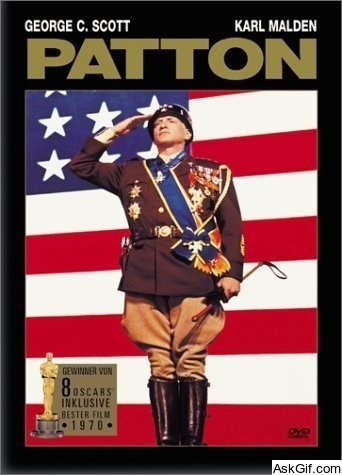 GEORGE C. SCOTT KARL MALDEN
PATTON
GEWINNER VON
8 OSCARS®
INKLUSIVE
BESTER FILM
• 1970 •
DVD
AskGif.com